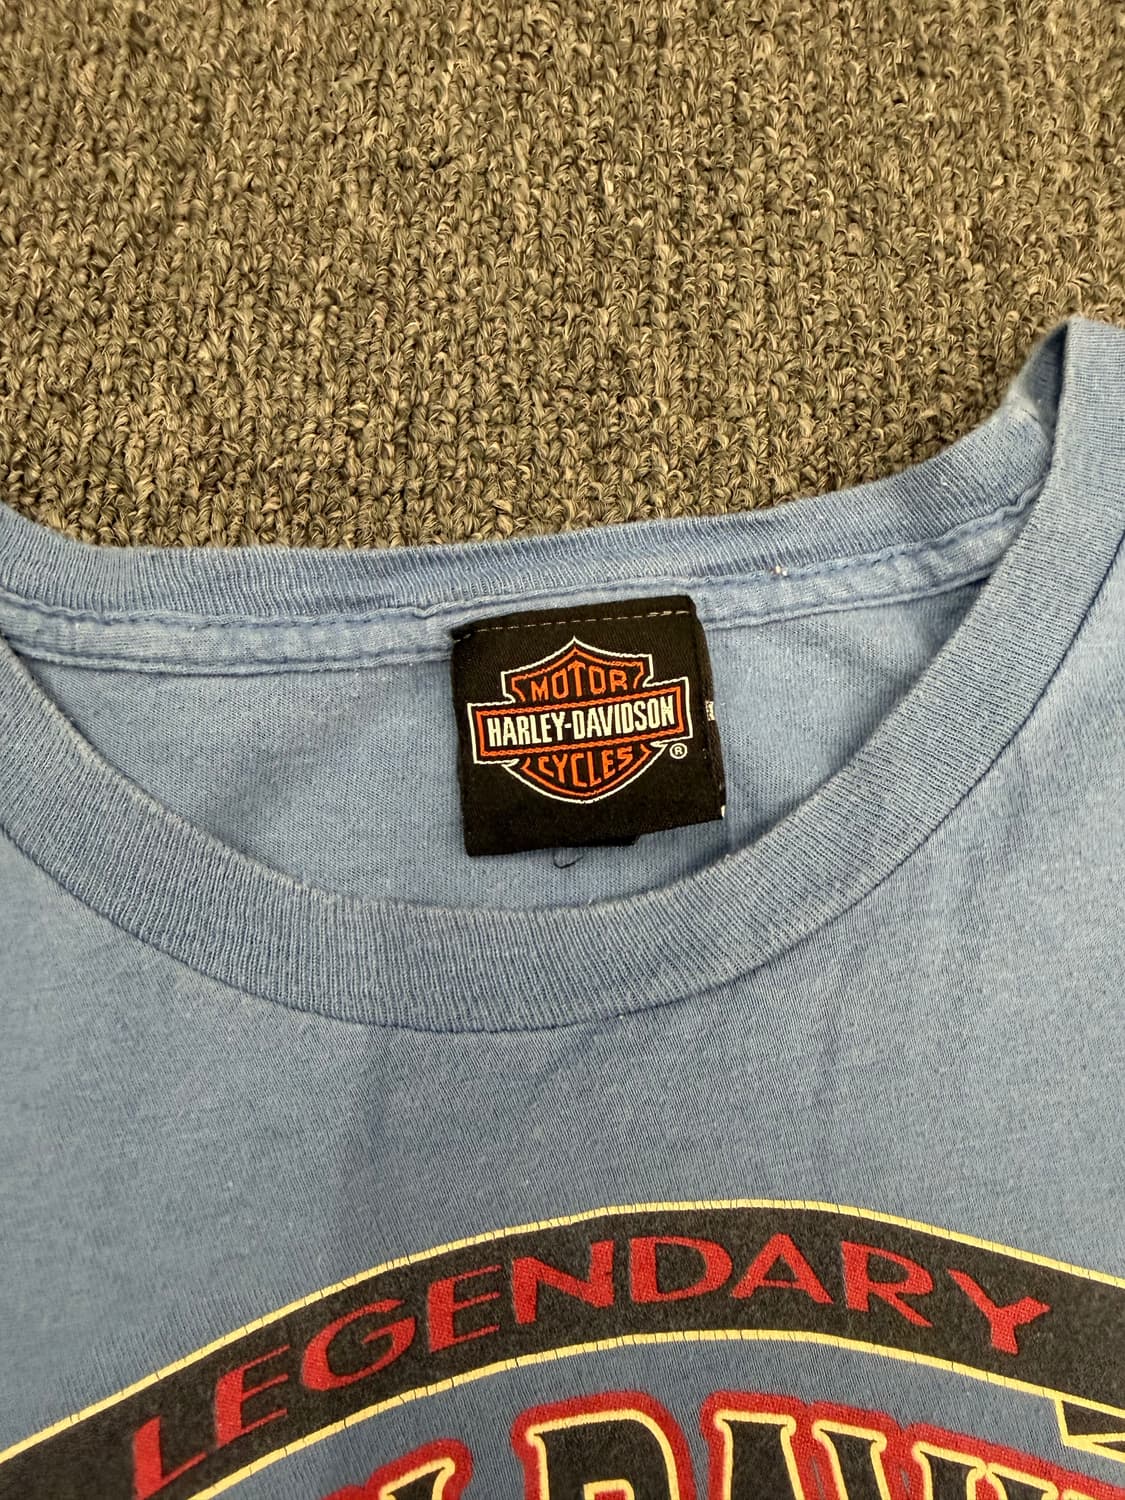 MOTOR
HARLEY-DAVIDSON
CYCLES
®
LEGENDARY